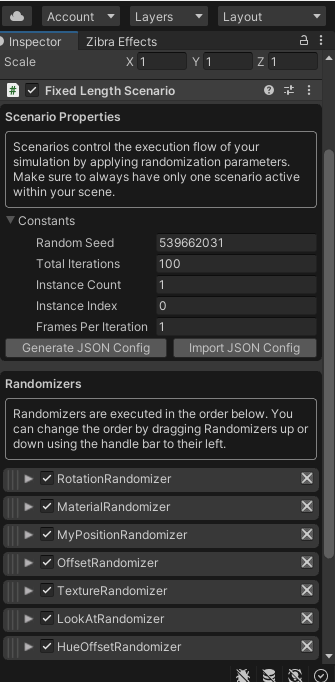 Account Layers Layout
Inspector Zibra Effects
Scale X 1 Y 1 Z 1
# Fixed Length Scenario
Scenario Properties
Scenarios control the execution flow of your
simulation by applying randomization parameters.
Make sure to always have only one scenario active
within your scene.
Constants
Random Seed 539662031
Total Iterations 100
Instance Count 1
Instance Index 0
Frames Per Iteration 1
Generate JSON Config Import JSON Config
Randomizers
Randomizers are executed in the order below. You
can change the order by dragging Randomizers up or
down using the handle bar to their left.
RotationRandomizer
MaterialRandomizer
MyPositionRandomizer
OffsetRandomizer
TextureRandomizer
LookAtRandomizer
HueOffsetRandomizer